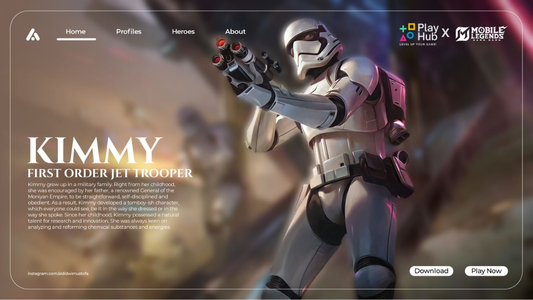 Home
Profiles
Heroes
About
Play Hub
LEVEL UP YOUR GAME!
X
MOBILE LEGENDS
BANG BANG
KIMMY
FIRST ORDER JET TROOPER
Kimmy grew up in a military family. Right from her childhood,
she was encouraged by her father, a renowned General of the
Moniyan Empire, to be straightforward, self-disciplined and
obedient. As a result, Kimmy developed a tomboy-ish character,
which everyone could see, be it in the way she dressed or in the
way she spoke. Since her childhood, Kimmy possessed a natural
talent for research and innovation. She was always keen on
analyzing and reforming chemical substances and energies.
Download
Play Now